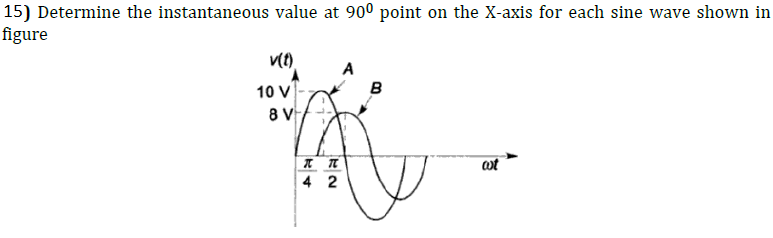 15) Determine the instantaneous value at 90⁰ point on the X-axis for each sine wave shown in
figure
v(t)
A
10 V
B
8 V
π/4 π/2
ωt